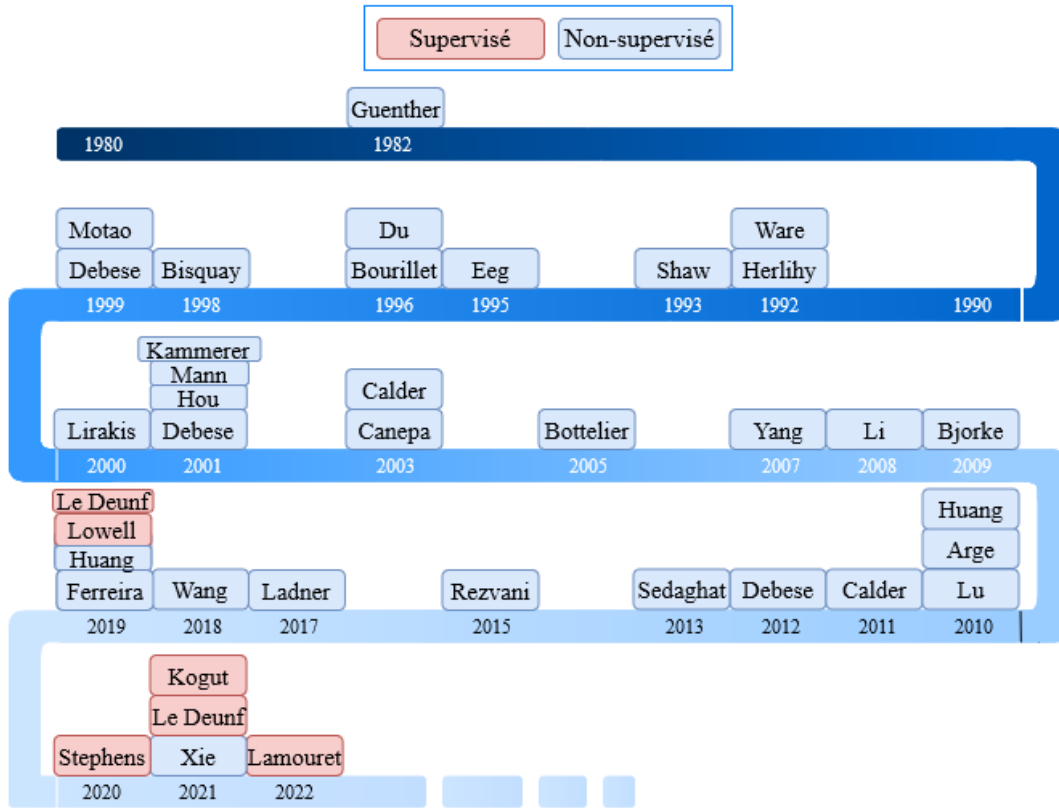 Supervisé Non-supervisé
Guenther
1980 1982
Motao Du Ware
Debese Bisquay Bourillet Eeg Shaw Herlihy
1999 1998 1996 1995 1993 1992 1990
Kammerer
Mann
Calder
Hou
Lirakis Debese Canepa Bottelier Yang Li Bjorke
2000 2001 2003 2005 2007 2008 2009
Le Deunf
Huang
Lowell
Arge
Huang
Ferreira Wang Ladner Rezvani Sedaghat Debese Calder Lu
2019 2018 2017 2015 2013 2012 2011 2010
Kogut
Le Deunf
Stephens Xie Lamouret
2020 2021 2022